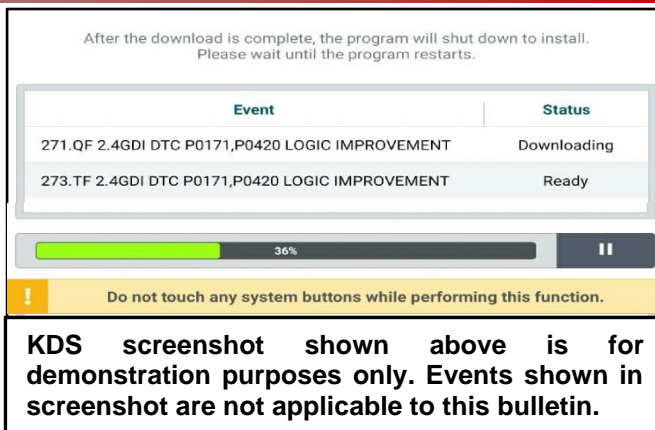 After the download is complete, the program will shut down to install.
Please wait until the program restarts.
Event Status
271.QF 2.4GDI DTC P0171,P0420 LOGIC IMPROVEMENT Downloading
273.TF 2.4GDI DTC P0171,P0420 LOGIC IMPROVEMENT Ready
36%
! Do not touch any system buttons while performing this function.
KDS screenshot shown above is for
demonstration purposes only. Events shown in
screenshot are not applicable to this bulletin.